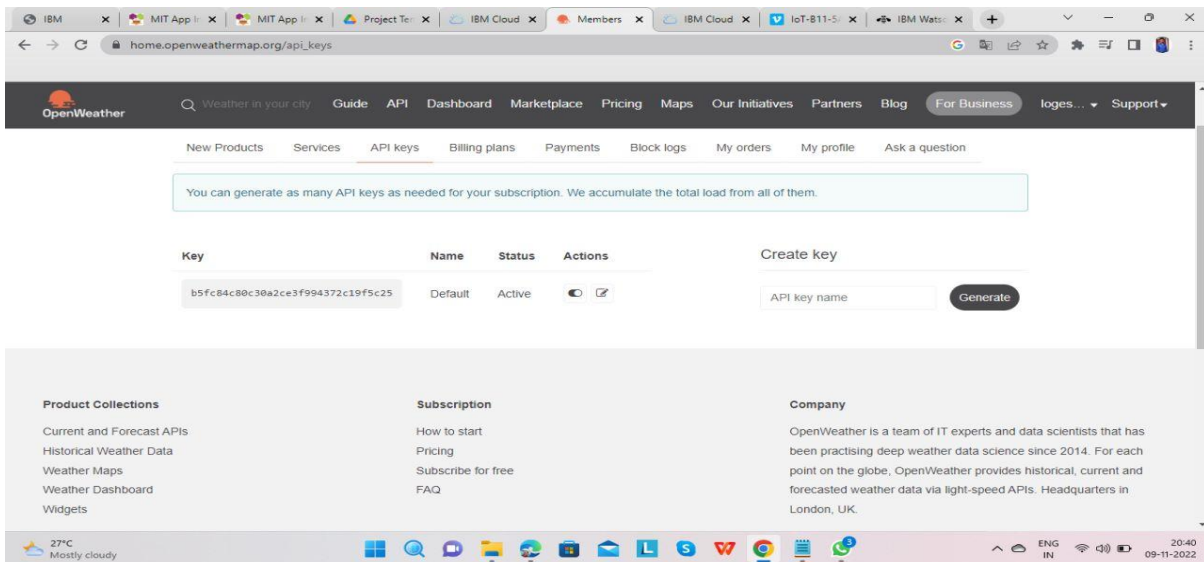 IBM MIT App In MIT App In Project Ter IBM Cloud Members IBM Cloud IoT-B11-5/ IBM Watso
home.openweathermap.org/api_keys
OpenWeather Weather in your city Guide API Dashboard Marketplace Pricing Maps Our Initiatives Partners Blog For Business loges... Support
New Products Services API keys Billing plans Payments Block logs My orders My profile Ask a question
You can generate as many API keys as needed for your subscription. We accumulate the total load from all of them.
Key Name Status Actions Create key
b5fc84c80c30a2ce3f994372c19f5c25 Default Active API key name Generate
Product Collections
Current and Forecast APIs
Historical Weather Data
Weather Maps
Weather Dashboard
Widgets
Subscription
How to start
Pricing
Subscribe for free
FAQ
Company
OpenWeather is a team of IT experts and data scientists that has
been practising deep weather data science since 2014. For each
point on the globe, OpenWeather provides historical, current and
forecasted weather data via light-speed APIs. Headquarters in
London, UK.
27°C
Mostly cloudy
3
ENG
IN
20:40
09-11-2022